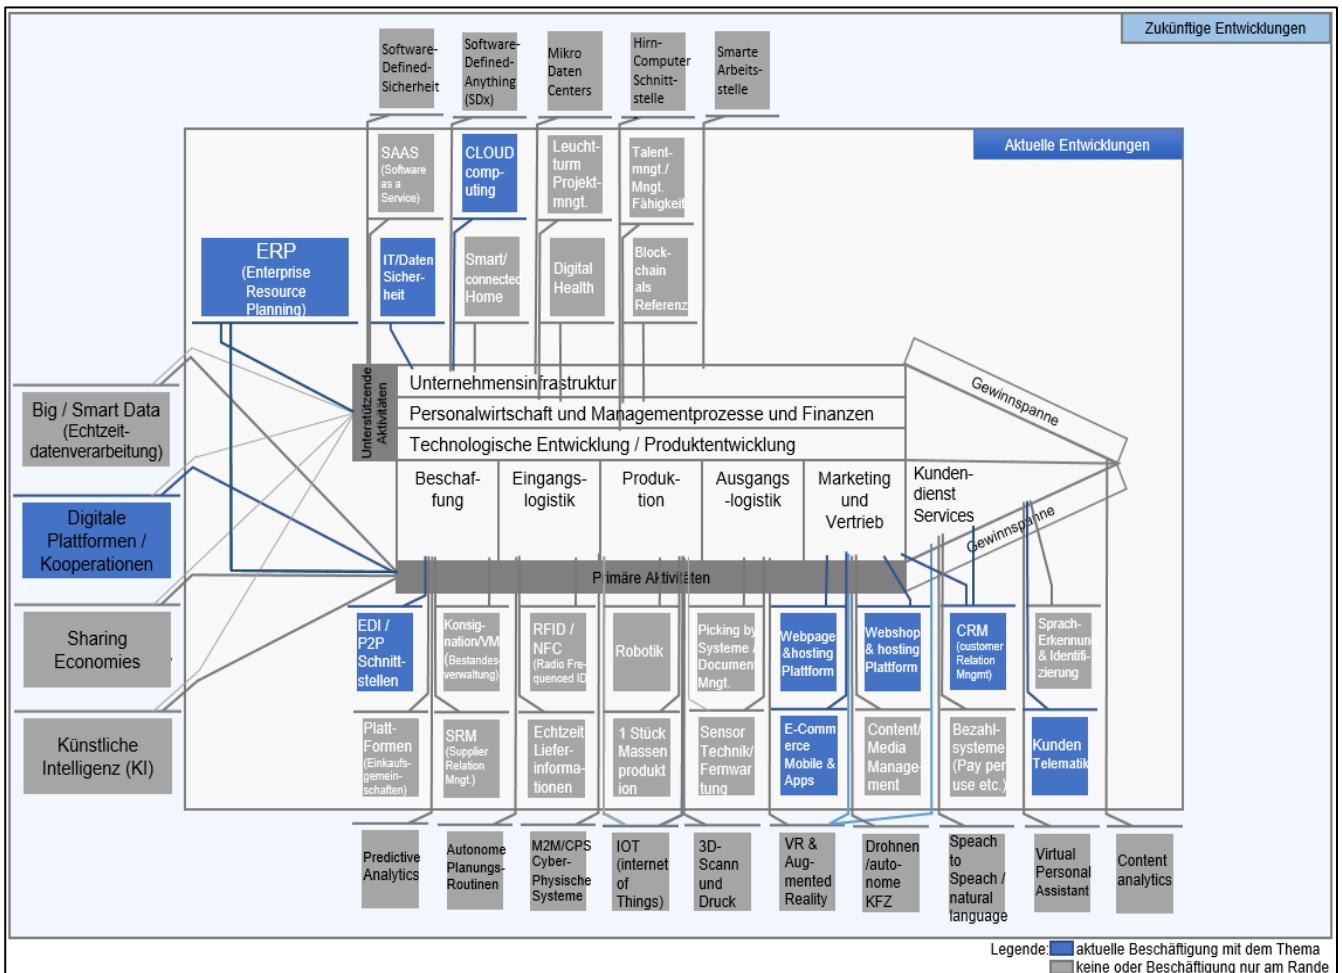 Zukünftige Entwicklungen
Software-
Defined-
Sicherheit
Software-
Defined-
Anything
(SDx)
Mikro
Daten
Centers
Hirn-
Computer
Schnitt-
stelle
Smarte
Arbeits-
stelle
Aktuelle Entwicklungen
SAAS
(Software
as a
Service)
CLOUD
comp-
uting
Leucht-
turm
Projekt-
mngt.
Talent-
mngt./
Mngt.
Fähigkeit
ERP
(Enterprise
Resource
Planning)
IT/Daten
Sicher-
heit
Smart/
connected
Home
Digital
Health
Block-
chain
als
Referenz
Big / Smart Data
(Echtzeit-
datenverarbeitung)
Digitale
Plattformen /
Kooperationen
Sharing
Economies
Künstliche
Intelligenz (KI)
Unterstützende
Aktivitäten
Unternehmensinfrastruktur
Personalwirtschaft und Managementprozesse und Finanzen
Technologische Entwicklung / Produktentwicklung
Gewinnspanne
Beschaf-
fung
Eingangs-
logistik
Produk-
tion
Ausgangs
-logistik
Marketing
und
Vertrieb
Kunden-
dienst
Services
Gewinnspanne
Primäre Aktivitäten
EDI /
P2P
Schnitt-
stellen
Konsig-
nation/VM
(Bestandes-
verwaltung)
RFID /
NFC
(Radio Fre-
quenced ID)
Robotik
Picking by
Systeme /
Document
Mngt.
Webpage
&hosting
Plattform
Webshop
& hosting
Plattform
CRM
(customer
Relation
Mngmt)
Sprach-
Erkennung
& Identifi-
zierung
Platt-
Formen
(Einkaufs-
gemein-
schaften)
SRM
(Supplier
Relation
Mngt.)
Echtzeit
Liefer-
informa-
tionen
1 Stück
Massen
produkt
ion
Sensor
Technik/
Fernwar
tung
E-Comm
erce
Mobile &
Apps
Content/
Media
Manage-
ment
Bezahl-
systeme
(Pay per
use etc.)
Kunden
Telematik
Predictive
Analytics
Autonome
Planungs-
Routinen
M2M/CPS
Cyber-
Physische
Systeme
IOT
(internet
of
Things)
3D-
Scann
und
Druck
VR &
Aug-
mented
Reality
Drohnen
/auto-
nome
KFZ
Speach
to
Speach /
natural
language
Virtual
Personal
Assistant
Content
analytics
Legende: aktuelle Beschäftigung mit dem Thema
keine oder Beschäftigung nur am Rande